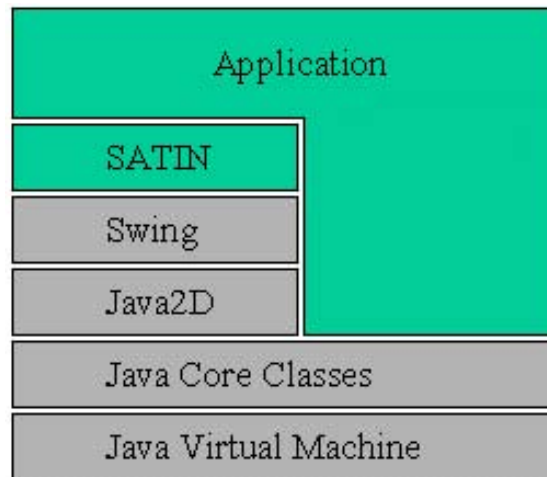 Application
SATIN
Swing
Java2D
Java Core Classes
Java Virtual Machine